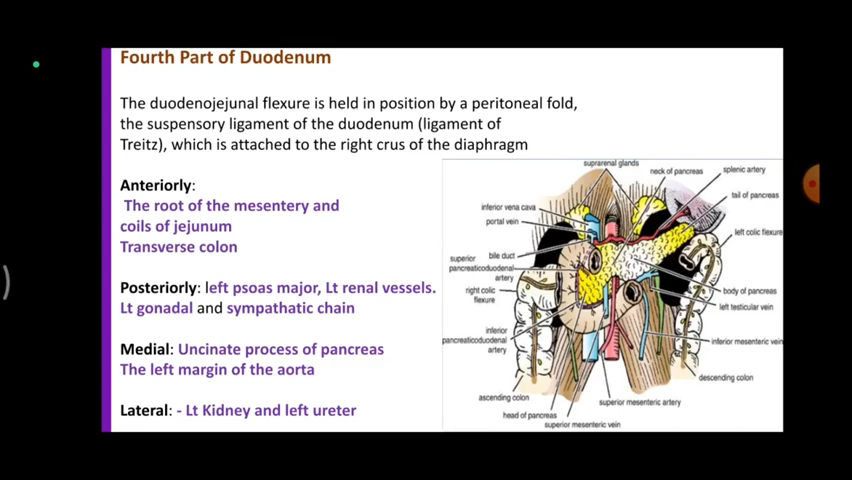 Fourth Part of Duodenum
The duodenojejunal flexure is held in position by a peritoneal fold,
the suspensory ligament of the duodenum (ligament of
Treitz), which is attached to the right crus of the diaphragm
Anteriorly:
The root of the mesentery and
coils of jejunum
Transverse colon
Posteriorly: left psoas major, Lt renal vessels.
Lt gonadal and sympathatic chain
Medial: Uncinate process of pancreas
The left margin of the aorta
Lateral: - Lt Kidney and left ureter
suprarenal glands
neck of pancreas
splenic artery
tail of pancreas
inferior vena cava
portal vein
left colic flexure
bile duct
superior
pancreaticoduodenal
artery
right colic
flexure
body of pancreas
left testicular vein
inferior
pancreaticoduodenal
artery
inferior mesenteric vein
descending colon
ascending colon
superior mesenteric artery
head of pancreas
superior mesenteric vein